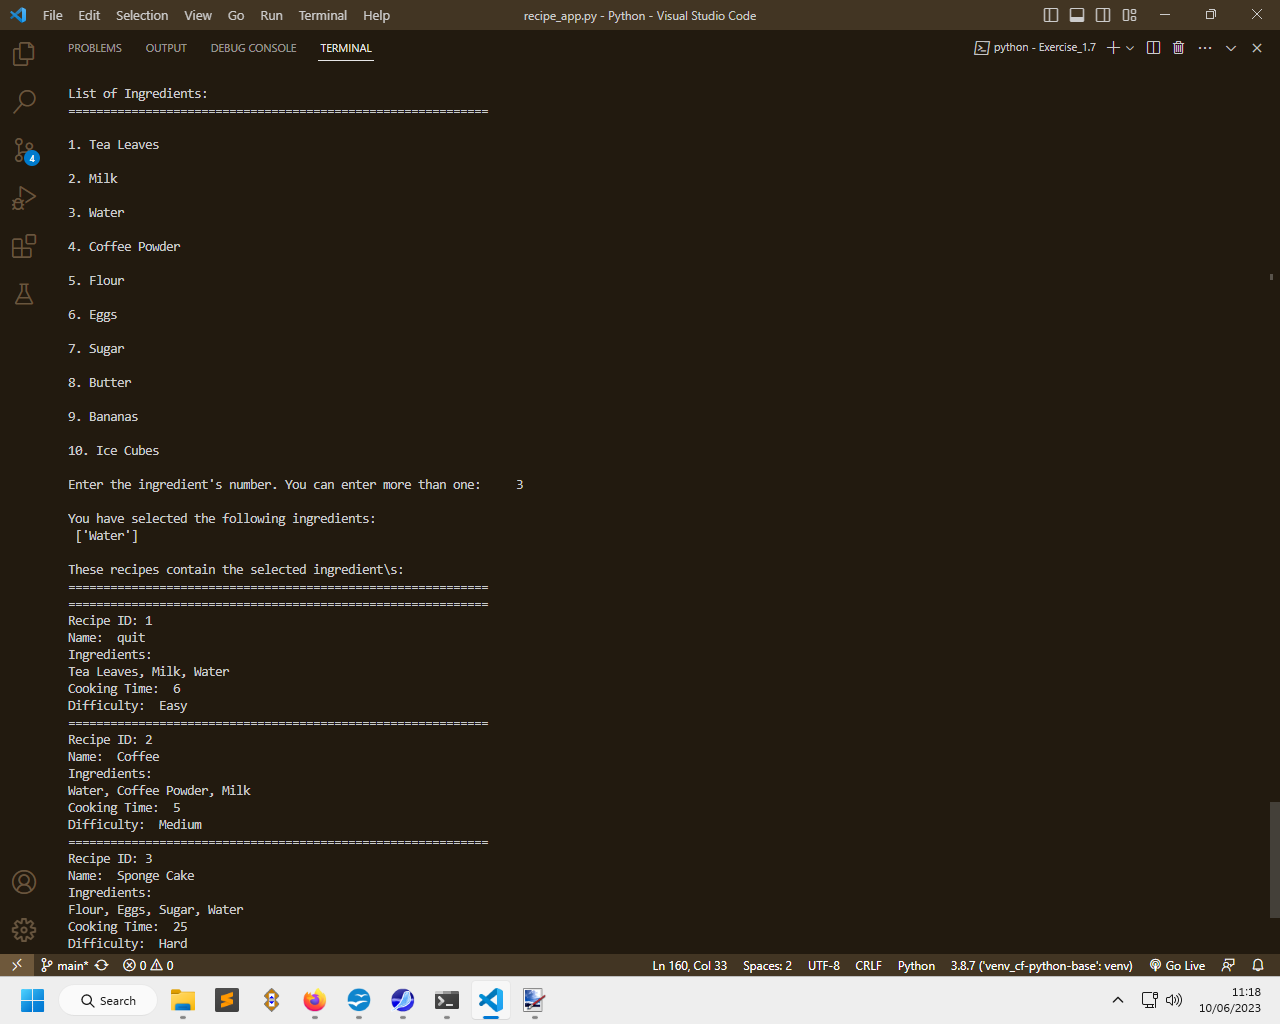 File Edit Selection View Go Run Terminal Help recipe_app.py - Python - Visual Studio Code
PROBLEMS OUTPUT DEBUG CONSOLE TERMINAL python - Exercise_1.7
4
List of Ingredients:
============================================================
1. Tea Leaves
2. Milk
3. Water
4. Coffee Powder
5. Flour
6. Eggs
7. Sugar
8. Butter
9. Bananas
10. Ice Cubes
Enter the ingredient's number. You can enter more than one:     3
You have selected the following ingredients:
 ['Water']
These recipes contain the selected ingredient\s:
============================================================
============================================================
Recipe ID: 1
Name:  quit
Ingredients:
Tea Leaves, Milk, Water
Cooking Time:  6
Difficulty:  Easy
============================================================
Recipe ID: 2
Name:  Coffee
Ingredients:
Water, Coffee Powder, Milk
Cooking Time:  5
Difficulty:  Medium
============================================================
Recipe ID: 3
Name:  Sponge Cake
Ingredients:
Flour, Eggs, Sugar, Water
Cooking Time:  25
Difficulty:  Hard
main* 0 0 Ln 160, Col 33 Spaces: 2 UTF-8 CRLF Python 3.8.7 ('venv_cf-python-base': venv) Go Live
Search
11:18
10/06/2023